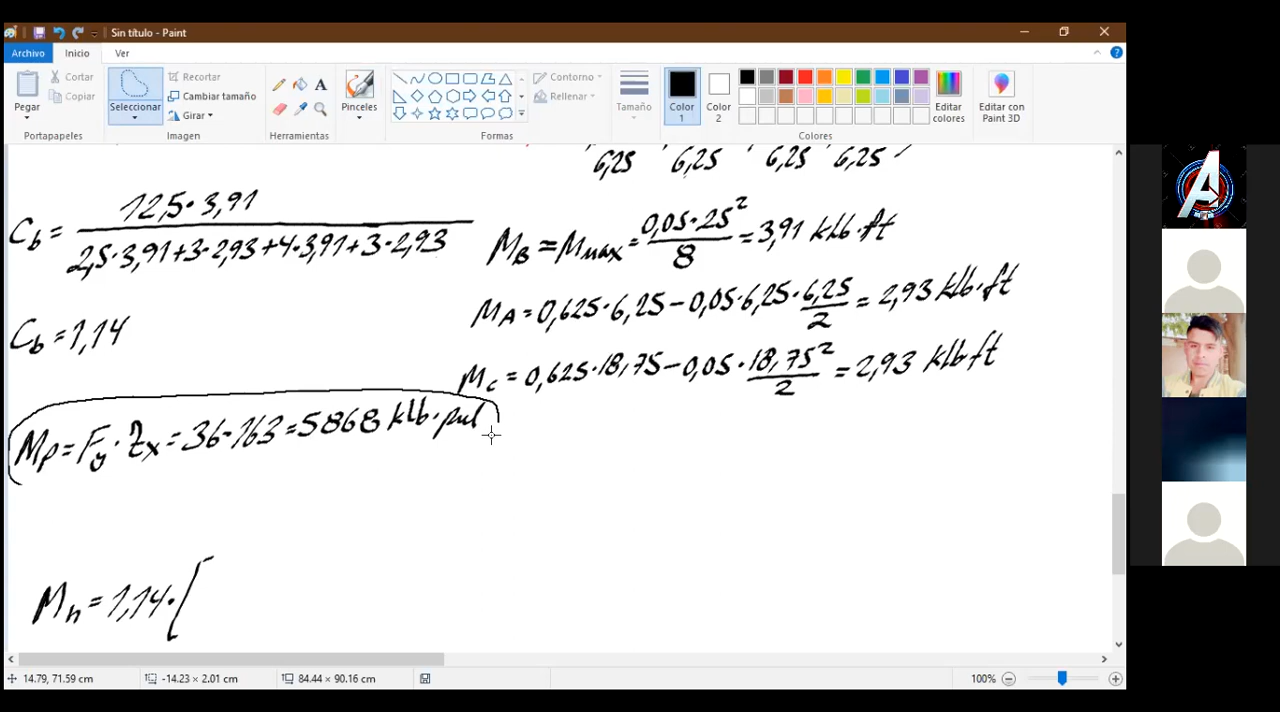 Sin título - Paint
Archivo Inicio Ver
Pegar
Cortar
Copiar
Portapapeles
Seleccionar
Recortar
Cambiar tamaño
Girar
Imagen
A
Herramientas
Pinceles
Contorno
Rellenar
Formas
Tamaño
Color 1
Color 2
Editar colores
Editar con Paint 3D
Colores
6,25 6,25 6,25 6,25
Cb = 12,5·3,91 / 2,5·3,91+3·2,93+4·3,91+3·2,93
MB = Mmax = 0,05·25² / 8 = 3,91 klb·ft
MA = 0,625·6,25 - 0,05·6,25·6,25/2 = 2,93 klb·ft
Cb = 1,14
Mc = 0,625·18,75 - 0,05·18,75²/2 = 2,93 klb ft
Mp = Fy·Zx = 36·163 = 5868 klb·pul
Mn = 1,14·[
14.79, 71.59 cm -14.23 × 2.01 cm 84.44 × 90.16 cm 100%